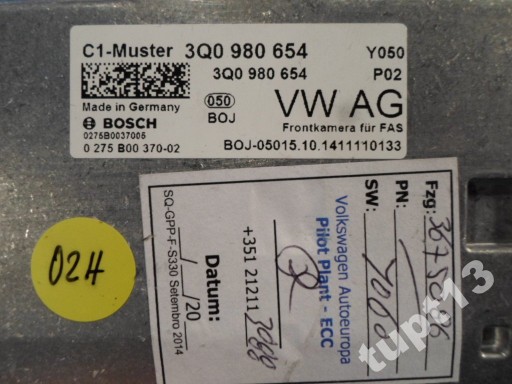 C1-Muster 3Q0 980 654 Y050
3Q0 980 654 P02
Made in Germany
050
VW AG
BOSCH
BOJ
Frontkamera für FAS
0275B0037005
0 275 B00 370-02
BOJ-05015.10.1411110133
02H
Volkswagen Autoeuropa
Pilot Plant - ECC
Fzg:
PN:
SW:
Datum:
+351 21211
/ / 20
SQ-GPP-F-S330 Setembro 2014
tupt13